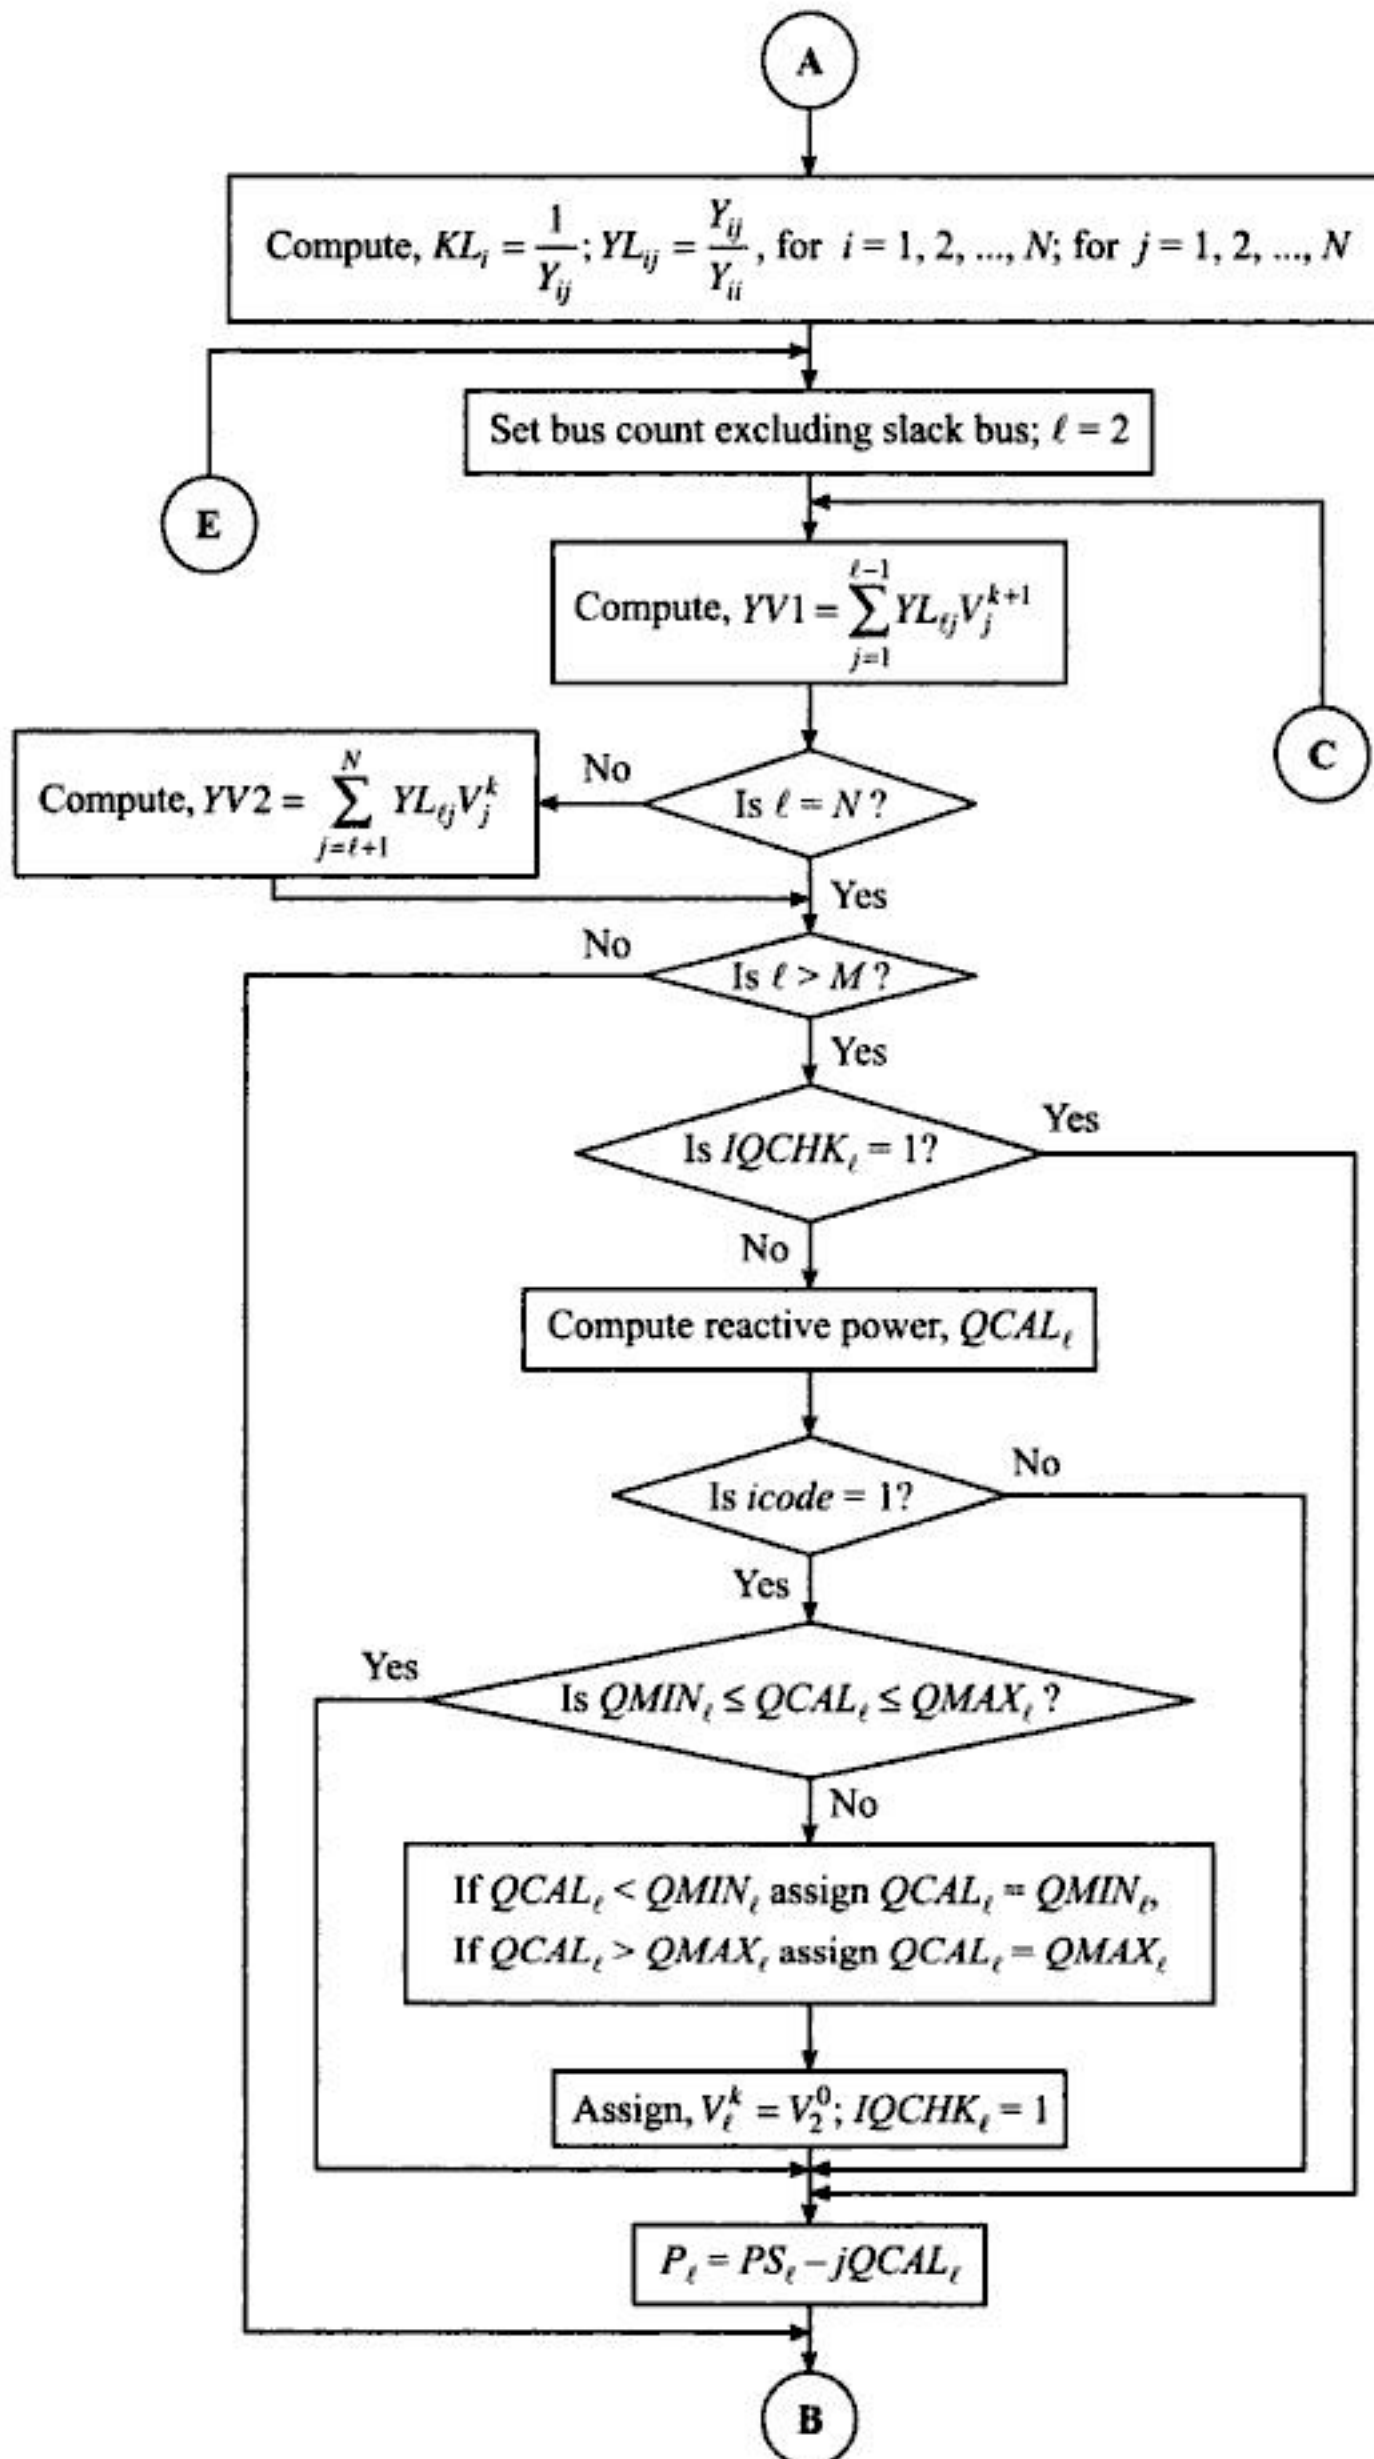 A
Compute, KL_i = 1/Y_ij; YL_ij = Y_ij/Y_ii, for i = 1, 2, ..., N; for j = 1, 2, ..., N
Set bus count excluding slack bus; ℓ = 2
E
Compute, YV1 = ∑_{j=1}^{ℓ−1} YL_ℓj V_j^{k+1}
C
Compute, YV2 = ∑_{j=ℓ+1}^{N} YL_ℓj V_j^k
No
Is ℓ = N ?
Yes
No
Is ℓ > M ?
Yes
Is IQCHK_ℓ = 1?
Yes
No
Compute reactive power, QCAL_ℓ
Is icode = 1?
No
Yes
Yes
Is QMIN_ℓ ≤ QCAL_ℓ ≤ QMAX_ℓ ?
No
If QCAL_ℓ < QMIN_ℓ assign QCAL_ℓ = QMIN_ℓ,
If QCAL_ℓ > QMAX_ℓ assign QCAL_ℓ = QMAX_ℓ
Assign, V_ℓ^k = V_2^0; IQCHK_ℓ = 1
P_ℓ = PS_ℓ − jQCAL_ℓ
B